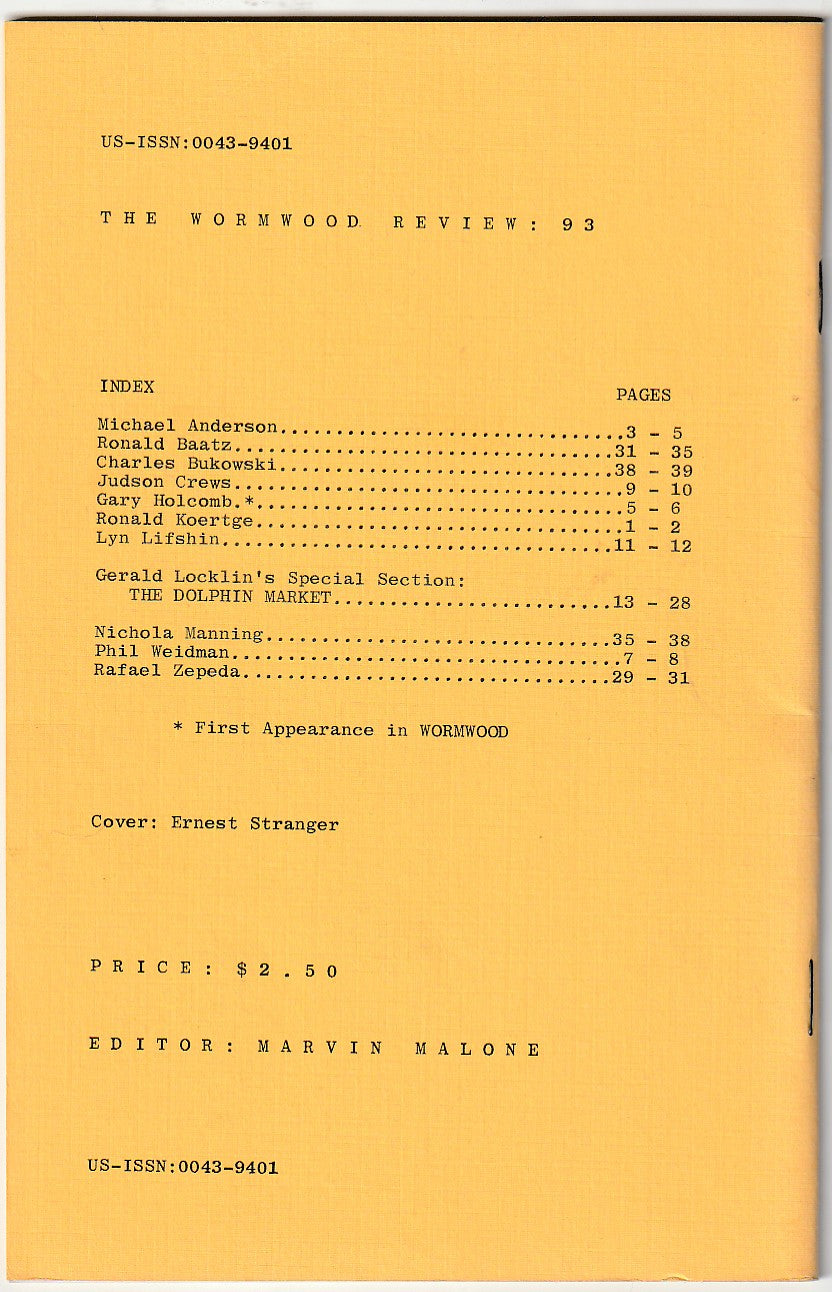 US-ISSN:0043-9401
THE WORMWOOD REVIEW: 93
INDEX PAGES
Michael Anderson...............................3 - 5
Ronald Baatz..................................31 - 35
Charles Bukowski..............................38 - 39
Judson Crews...................................9 - 10
Gary Holcomb.*.................................5 - 6
Ronald Koertge.................................1 - 2
Lyn Lifshin...................................11 - 12
Gerald Locklin's Special Section:
THE DOLPHIN MARKET.........................13 - 28
Nichola Manning...............................35 - 38
Phil Weidman...................................7 - 8
Rafael Zepeda.................................29 - 31
* First Appearance in WORMWOOD
Cover: Ernest Stranger
PRICE: $2.50
EDITOR: MARVIN MALONE
US-ISSN:0043-9401